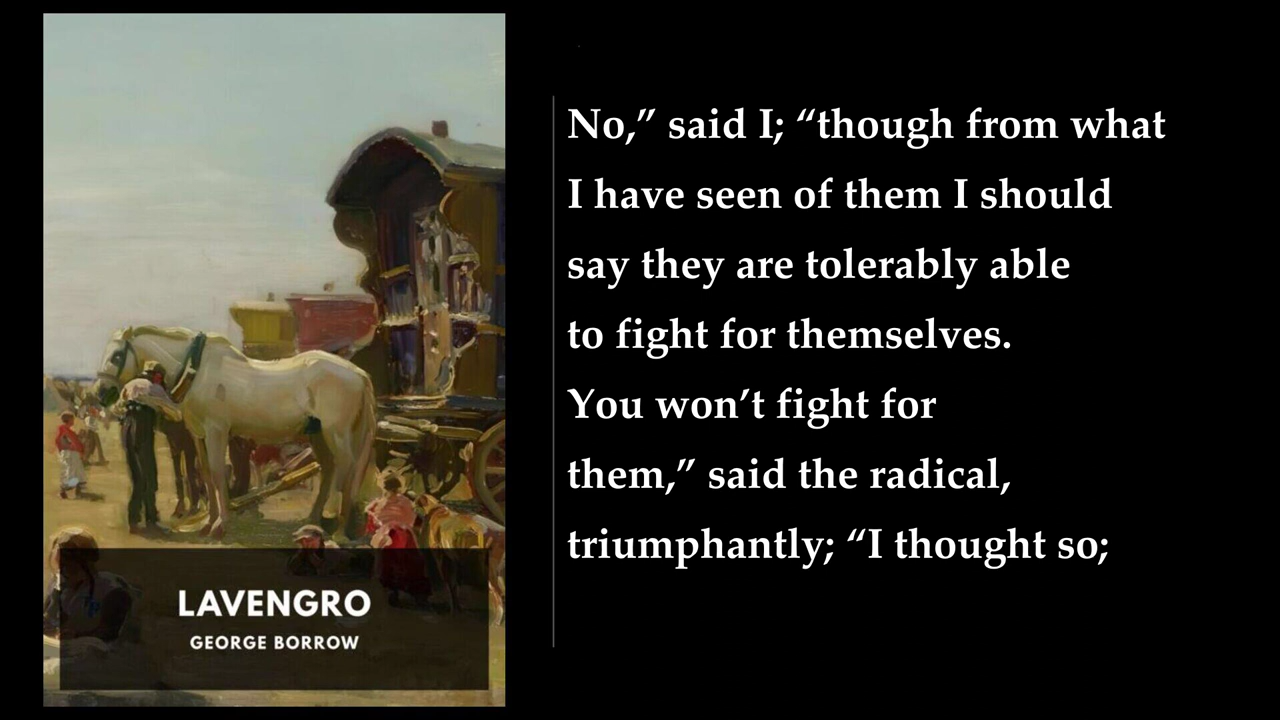 LAVENGRO
GEORGE BORROW
No,” said I; “though from what
I have seen of them I should
say they are tolerably able
to fight for themselves.
You won’t fight for
them,” said the radical,
triumphantly; “I thought so;